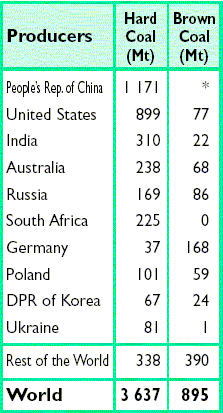 Producers Hard Coal (Mt) Brown Coal (Mt)
People's Rep. of China 1 171 *
United States 899 77
India 310 22
Australia 238 68
Russia 169 86
South Africa 225 0
Germany 37 168
Poland 101 59
DPR of Korea 67 24
Ukraine 81 1
Rest of the World 338 390
World 3 637 895